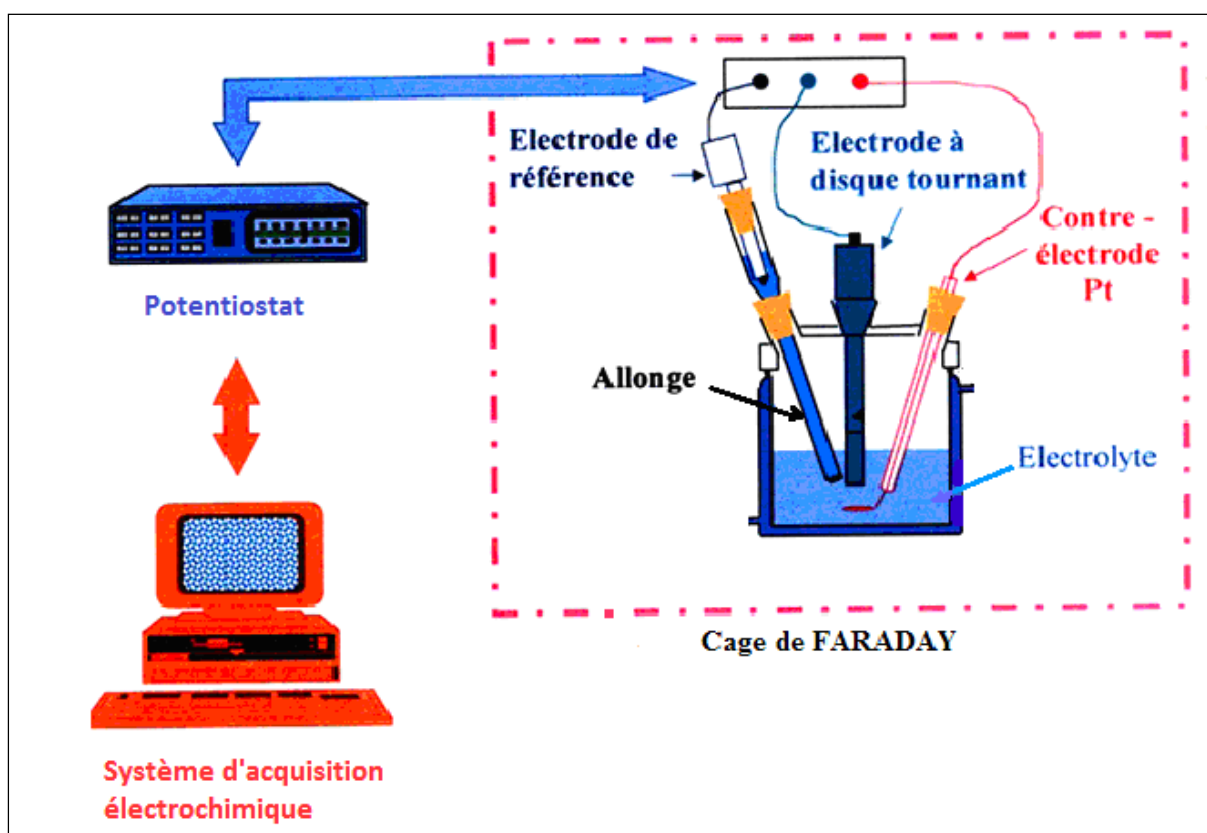 Electrode de
référence
Electrode à
disque tournant
Contre -
électrode
Pt
Potentiostat
Allonge
Electrolyte
Cage de FARADAY
Système d'acquisition
électrochimique